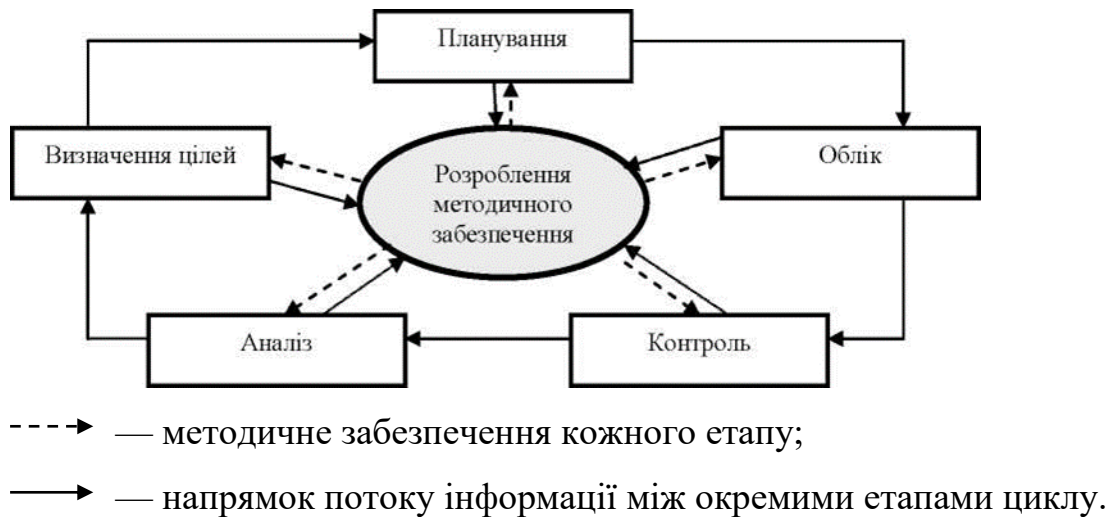 Планування
Визначення цілей
Облік
Розроблення
методичного
забезпечення
Аналіз
Контроль
— методичне забезпечення кожного етапу;
— напрямок потоку інформації між окремими етапами циклу.